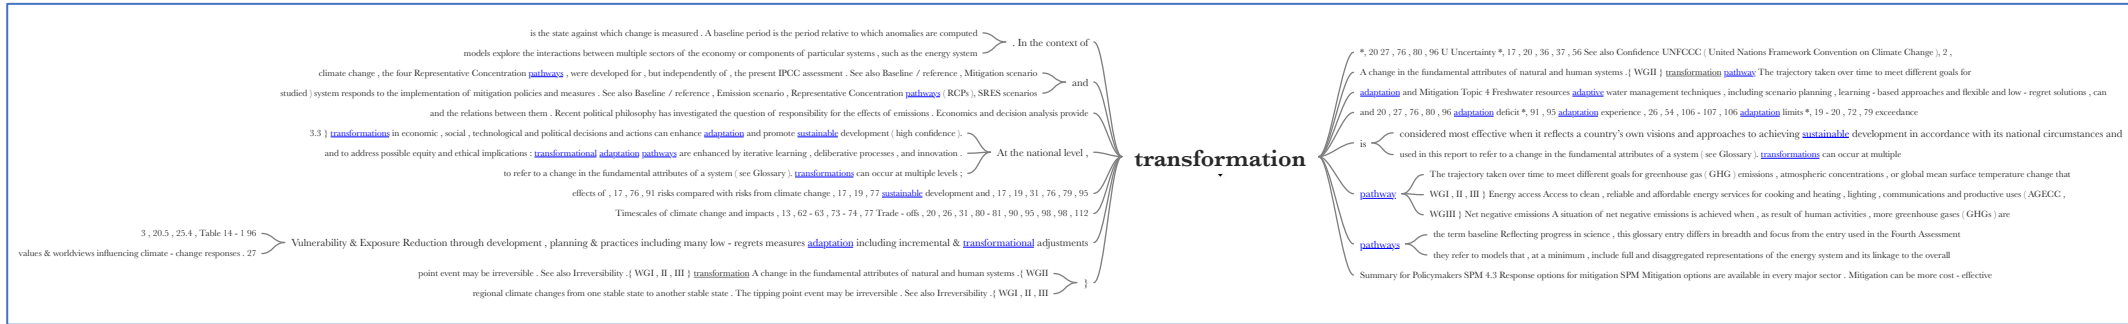 is the state against which change is measured . A baseline period is the period relative to which anomalies are computed
models explore the interactions between multiple sectors of the economy or components of particular systems , such as the energy system
. In the context of
climate change , the four Representative Concentration pathways , were developed for , but independently of , the present IPCC assessment . See also Baseline / reference , Mitigation scenario
studied ) system responds to the implementation of mitigation policies and measures . See also Baseline / reference , Emission scenario , Representative Concentration pathways ( RCPs ), SRES scenarios
and
and the relations between them . Recent political philosophy has investigated the question of responsibility for the effects of emissions . Economics and decision analysis provide
3.3 } transformations in economic , social , technological and political decisions and actions can enhance adaptation and promote sustainable development ( high confidence ).
and to address possible equity and ethical implications : transformational adaptation pathways are enhanced by iterative learning , deliberative processes , and innovation .
to refer to a change in the fundamental attributes of a system ( see Glossary ). transformations can occur at multiple levels ;
At the national level ,
effects of , 17 , 76 , 91 risks compared with risks from climate change , 17 , 19 , 77 sustainable development and , 17 , 19 , 31 , 76 , 79 , 95
Timescales of climate change and impacts , 13 , 62 - 63 , 73 - 74 , 77 Trade - offs , 20 , 26 , 31 , 80 - 81 , 90 , 95 , 98 , 98 , 112
3 , 20.5 , 25.4 , Table 14 - 1 96
values & worldviews influencing climate - change responses . 27
Vulnerability & Exposure Reduction through development , planning & practices including many low - regrets measures adaptation including incremental & transformational adjustments
point event may be irreversible . See also Irreversibility .{ WGI , II , III } transformation A change in the fundamental attributes of natural and human systems .{ WGII
regional climate changes from one stable state to another stable state . The tipping point event may be irreversible . See also Irreversibility .{ WGI , II , III
}
transformation
*, 20 27 , 76 , 80 , 96 U Uncertainty *, 17 , 20 , 36 , 37 , 56 See also Confidence UNFCCC ( United Nations Framework Convention on Climate Change ), 2 ,
A change in the fundamental attributes of natural and human systems .{ WGII } transformation pathway The trajectory taken over time to meet different goals for
adaptation and Mitigation Topic 4 Freshwater resources adaptive water management techniques , including scenario planning , learning - based approaches and flexible and low - regret solutions , can
and 20 , 27 , 76 , 80 , 96 adaptation deficit *, 91 , 95 adaptation experience , 26 , 54 , 106 - 107 , 106 adaptation limits *, 19 - 20 , 72 , 79 exceedance
is
considered most effective when it reflects a country's own visions and approaches to achieving sustainable development in accordance with its national circumstances and
used in this report to refer to a change in the fundamental attributes of a system ( see Glossary ). transformations can occur at multiple
pathway
The trajectory taken over time to meet different goals for greenhouse gas ( GHG ) emissions , atmospheric concentrations , or global mean surface temperature change that
WGI , II , III } Energy access Access to clean , reliable and affordable energy services for cooking and heating , lighting , communications and productive uses ( AGECC ,
WGIII } Net negative emissions A situation of net negative emissions is achieved when , as result of human activities , more greenhouse gases ( GHGs ) are
pathways
the term baseline Reflecting progress in science , this glossary entry differs in breadth and focus from the entry used in the Fourth Assessment
they refer to models that , at a minimum , include full and disaggregated representations of the energy system and its linkage to the overall
Summary for Policymakers SPM 4.3 Response options for mitigation SPM Mitigation options are available in every major sector . Mitigation can be more cost - effective